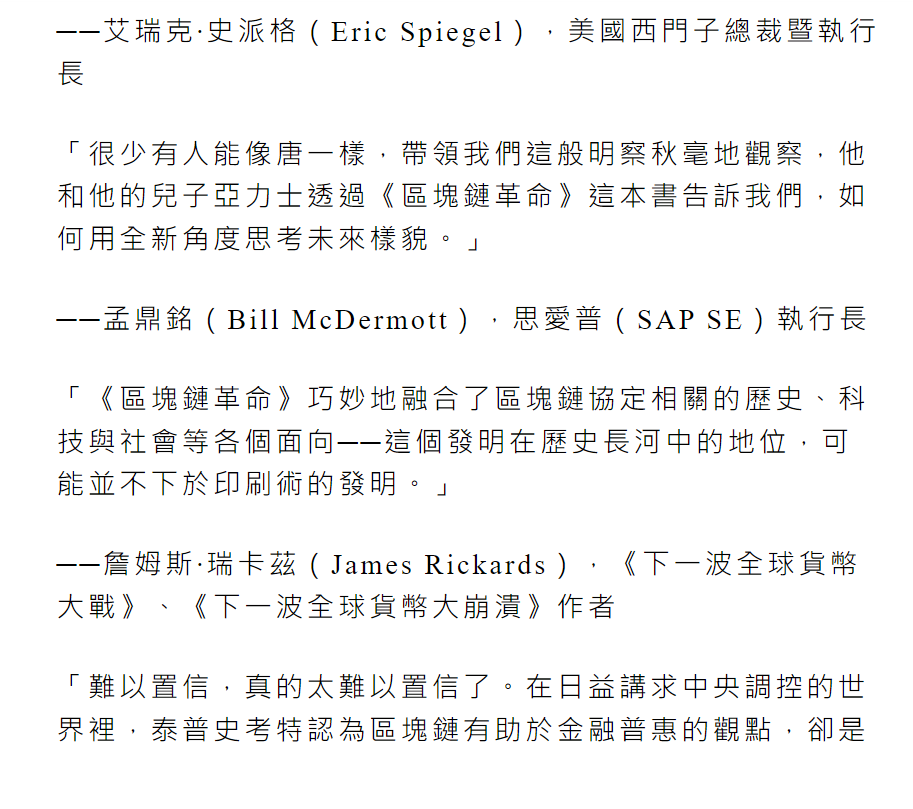 ——艾瑞克·史派格（Eric Spiegel），美國西門子總裁暨執行
長
「很少有人能像唐一樣，帶領我們這般明察秋毫地觀察，他
和他的兒子亞力士透過《區塊鏈革命》這本書告訴我們，如
何用全新角度思考未來樣貌。」
——孟鼎銘（Bill McDermott），思愛普（SAP SE）執行長
「《區塊鏈革命》巧妙地融合了區塊鏈協定相關的歷史、科
技與社會等各個面向——這個發明在歷史長河中的地位，可
能並不下於印刷術的發明。」
——詹姆斯·瑞卡茲（James Rickards），《下一波全球貨幣
大戰》、《下一波全球貨幣大崩潰》作者
「難以置信，真的太難以置信了。在日益講求中央調控的世
界裡，泰普史考特認為區塊鏈有助於金融普惠的觀點，卻是